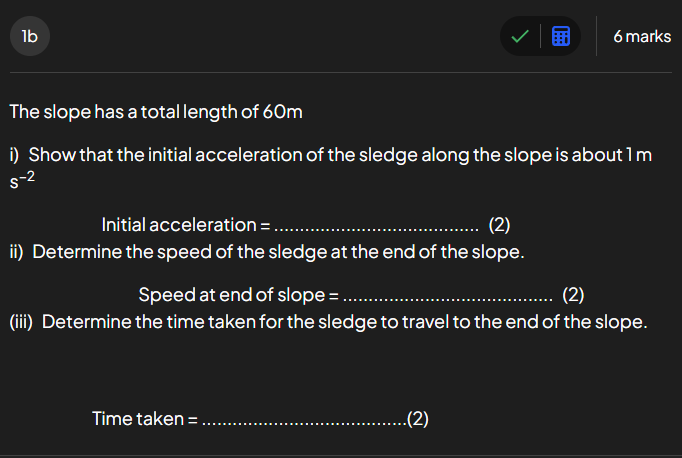 1b
6 marks
The slope has a total length of 60m
i) Show that the initial acceleration of the sledge along the slope is about 1 m
s⁻²
Initial acceleration = ......................................... (2)
ii) Determine the speed of the sledge at the end of the slope.
Speed at end of slope = ......................................... (2)
(iii) Determine the time taken for the sledge to travel to the end of the slope.
Time taken = .........................................(2)